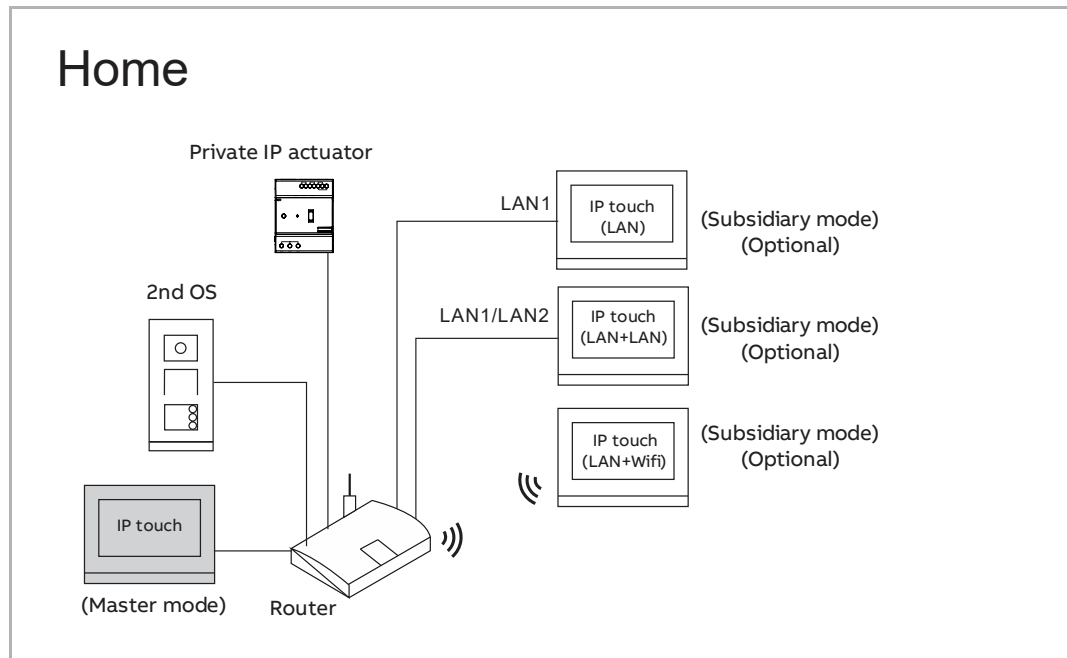 Home
Private IP actuator
LAN1
IP touch
(LAN)
(Subsidiary mode)
(Optional)
2nd OS
LAN1/LAN2
IP touch
(LAN+LAN)
(Subsidiary mode)
(Optional)
IP touch
(LAN+Wifi)
(Subsidiary mode)
(Optional)
IP touch
(Master mode)
Router